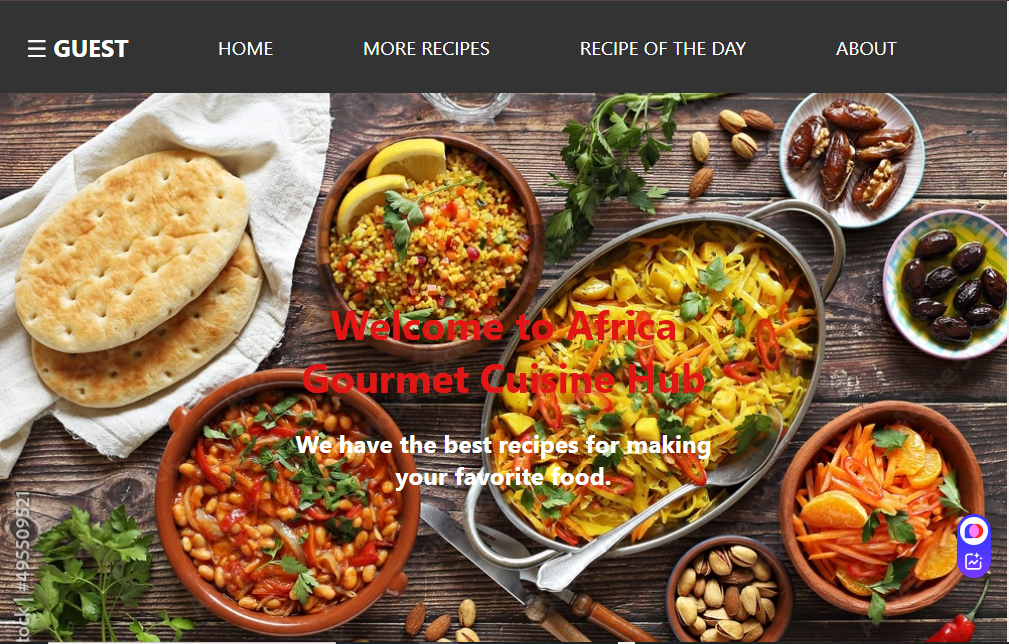 ☰ GUEST
HOME
MORE RECIPES
RECIPE OF THE DAY
ABOUT
Welcome to Africa
Gourmet Cuisine Hub
We have the best recipes for making
your favorite food.
#495509521